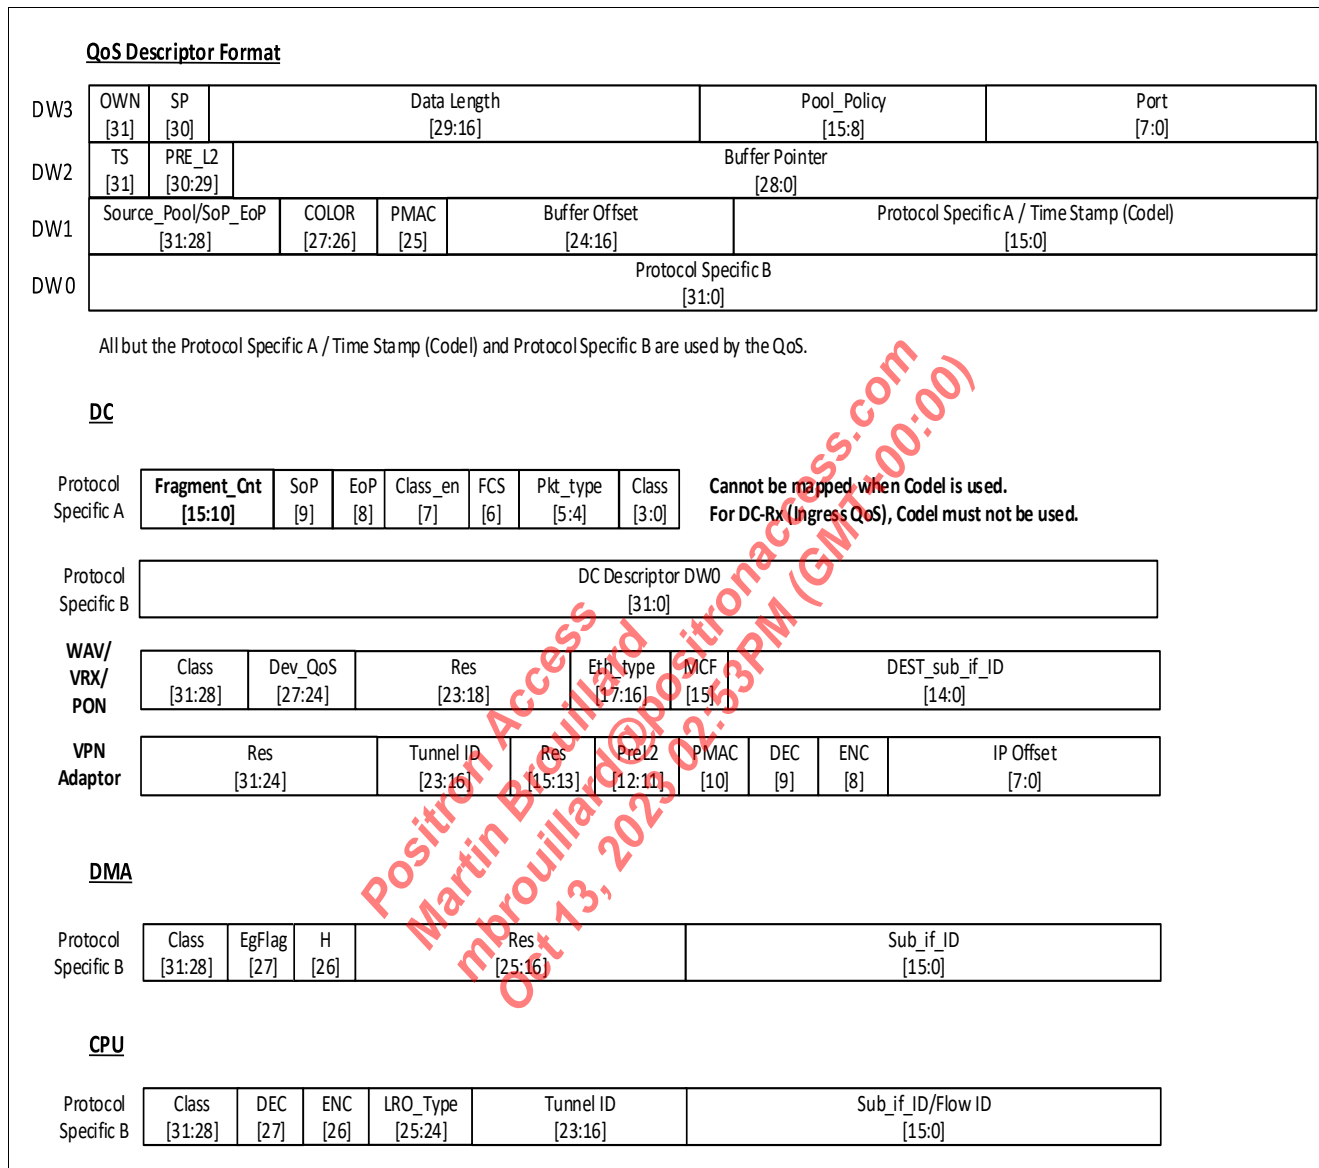 QoS Descriptor Format
DW3 OWN SP Data Length Pool_Policy Port
[31] [30] [29:16] [15:8] [7:0]
DW2 TS PRE_L2 Buffer Pointer
[31] [30:29] [28:0]
DW1 Source_Pool/SoP_EoP COLOR PMAC Buffer Offset Protocol Specific A / Time Stamp (Codel)
[31:28] [27:26] [25] [24:16] [15:0]
DW0 Protocol Specific B
[31:0]
All but the Protocol Specific A / Time Stamp (Codel) and Protocol Specific B are used by the QoS.
DC
Protocol Fragment_Cnt SoP EoP Class_en FCS Pkt_type Class Cannot be mapped when Codel is used.
Specific A [15:10] [9] [8] [7] [6] [5:4] [3:0] For DC-Rx (Ingress QoS), Codel must not be used.
Protocol DC Descriptor DW0
Specific B [31:0]
WAV/
VRX/
PON
Class Dev_QoS Res Eth_type MCF DEST_sub_if_ID
[31:28] [27:24] [23:18] [17:16] [15] [14:0]
VPN Res Tunnel ID Res PreL2 PMAC DEC ENC IP Offset
Adaptor [31:24] [23:16] [15:13] [12:11] [10] [9] [8] [7:0]
DMA
Protocol Class EgFlag H Res Sub_if_ID
Specific B [31:28] [27] [26] [25:16] [15:0]
CPU
Protocol Class DEC ENC LRO_Type Tunnel ID Sub_if_ID/Flow ID
Specific B [31:28] [27] [26] [25:24] [23:16] [15:0]
Positron Access
Martin Brouillard
mbrouillard@positronaccess.com
Oct 13, 2023 02:53PM (GMT+00:00)